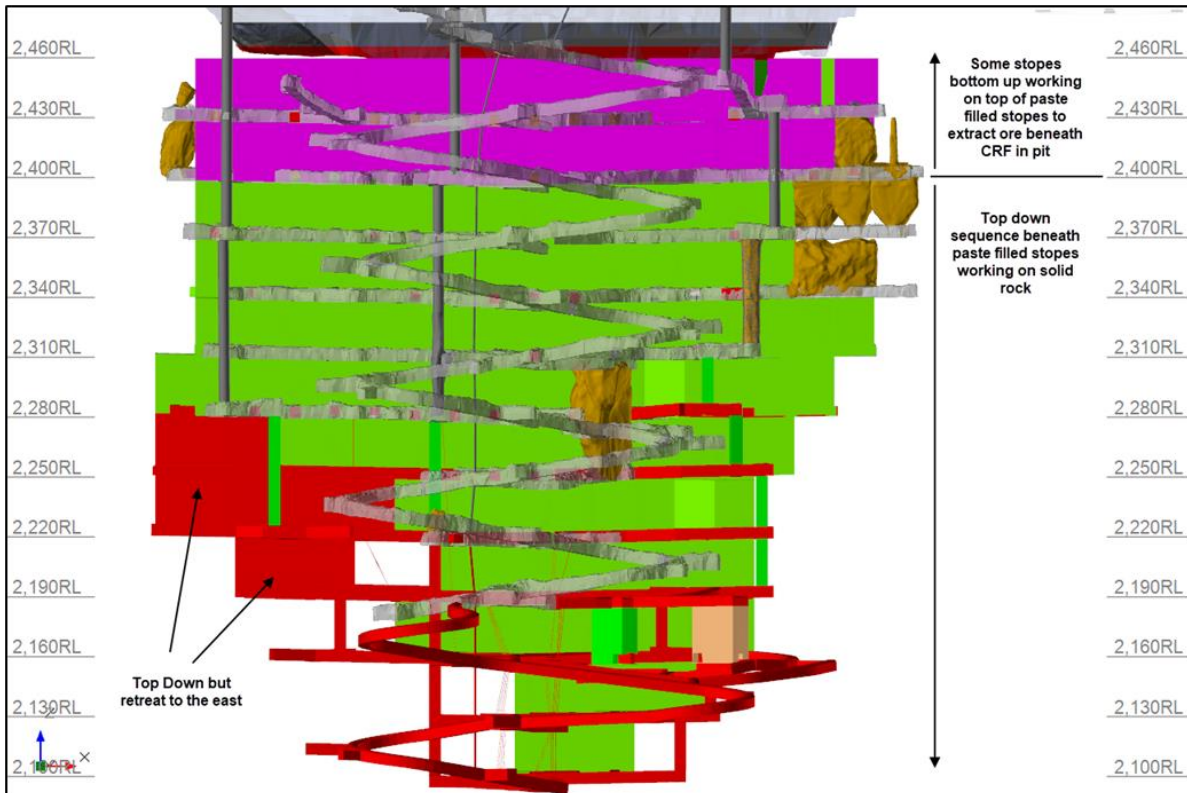 2,460RL
2,430RL
2,400RL
2,370RL
2,340RL
2,310RL
2,280RL
2,250RL
2,220RL
2,190RL
2,160RL
2,130RL
2,100RL
Top Down but
retreat to the east
Z
X
2,460RL
2,430RL
2,400RL
2,370RL
2,340RL
2,310RL
2,280RL
2,250RL
2,220RL
2,190RL
2,160RL
2,130RL
2,100RL
Some stopes
bottom up working
on top of paste
filled stopes to
extract ore beneath
CRF in pit
Top down
sequence beneath
paste filled stopes
working on solid
rock